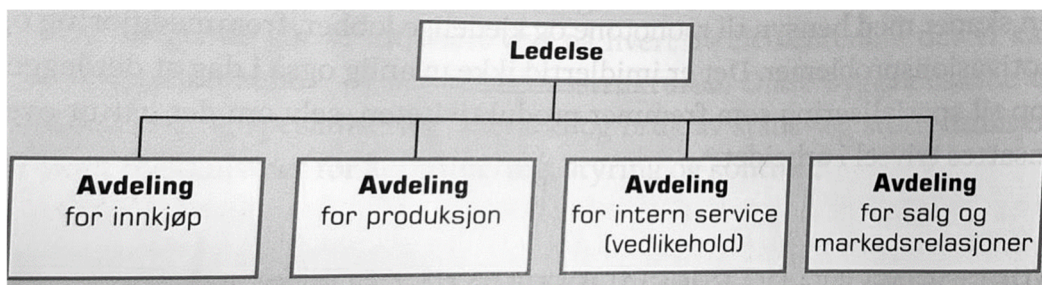 Ledelse
Avdeling
for innkjøp
Avdeling
for produksjon
Avdeling
for intern service
(vedlikehold)
Avdeling
for salg og
markedsrelasjoner